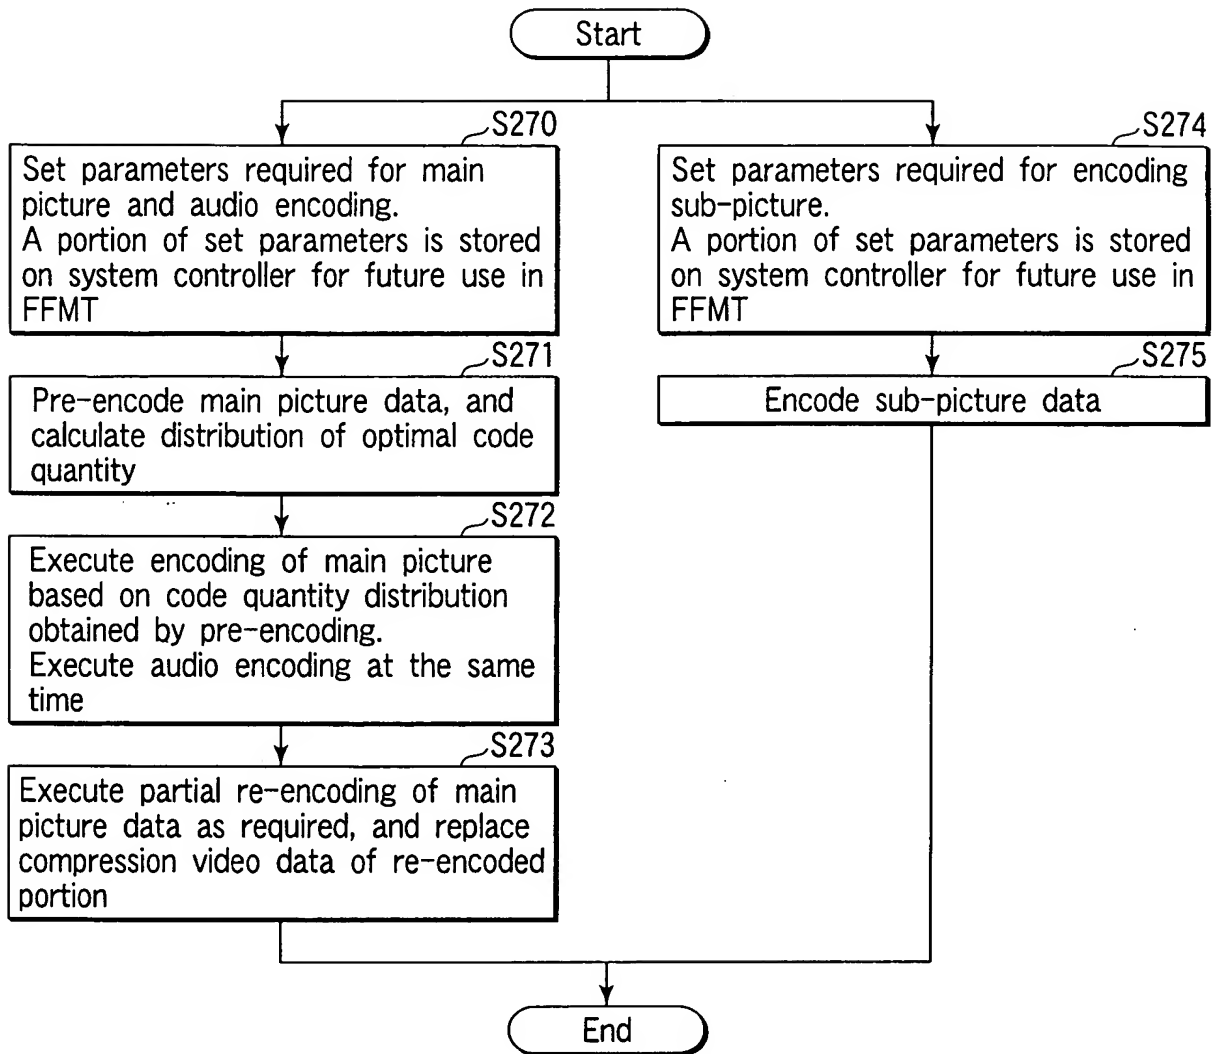 Start
S270
Set parameters required for main
picture and audio encoding.
A portion of set parameters is stored
on system controller for future use in
FFMT
S271
Pre-encode main picture data, and
calculate distribution of optimal code
quantity
S272
Execute encoding of main picture
based on code quantity distribution
obtained by pre-encoding.
Execute audio encoding at the same
time
S273
Execute partial re-encoding of main
picture data as required, and replace
compression video data of re-encoded
portion
S274
Set parameters required for encoding
sub-picture.
A portion of set parameters is stored
on system controller for future use in
FFMT
S275
Encode sub-picture data
End